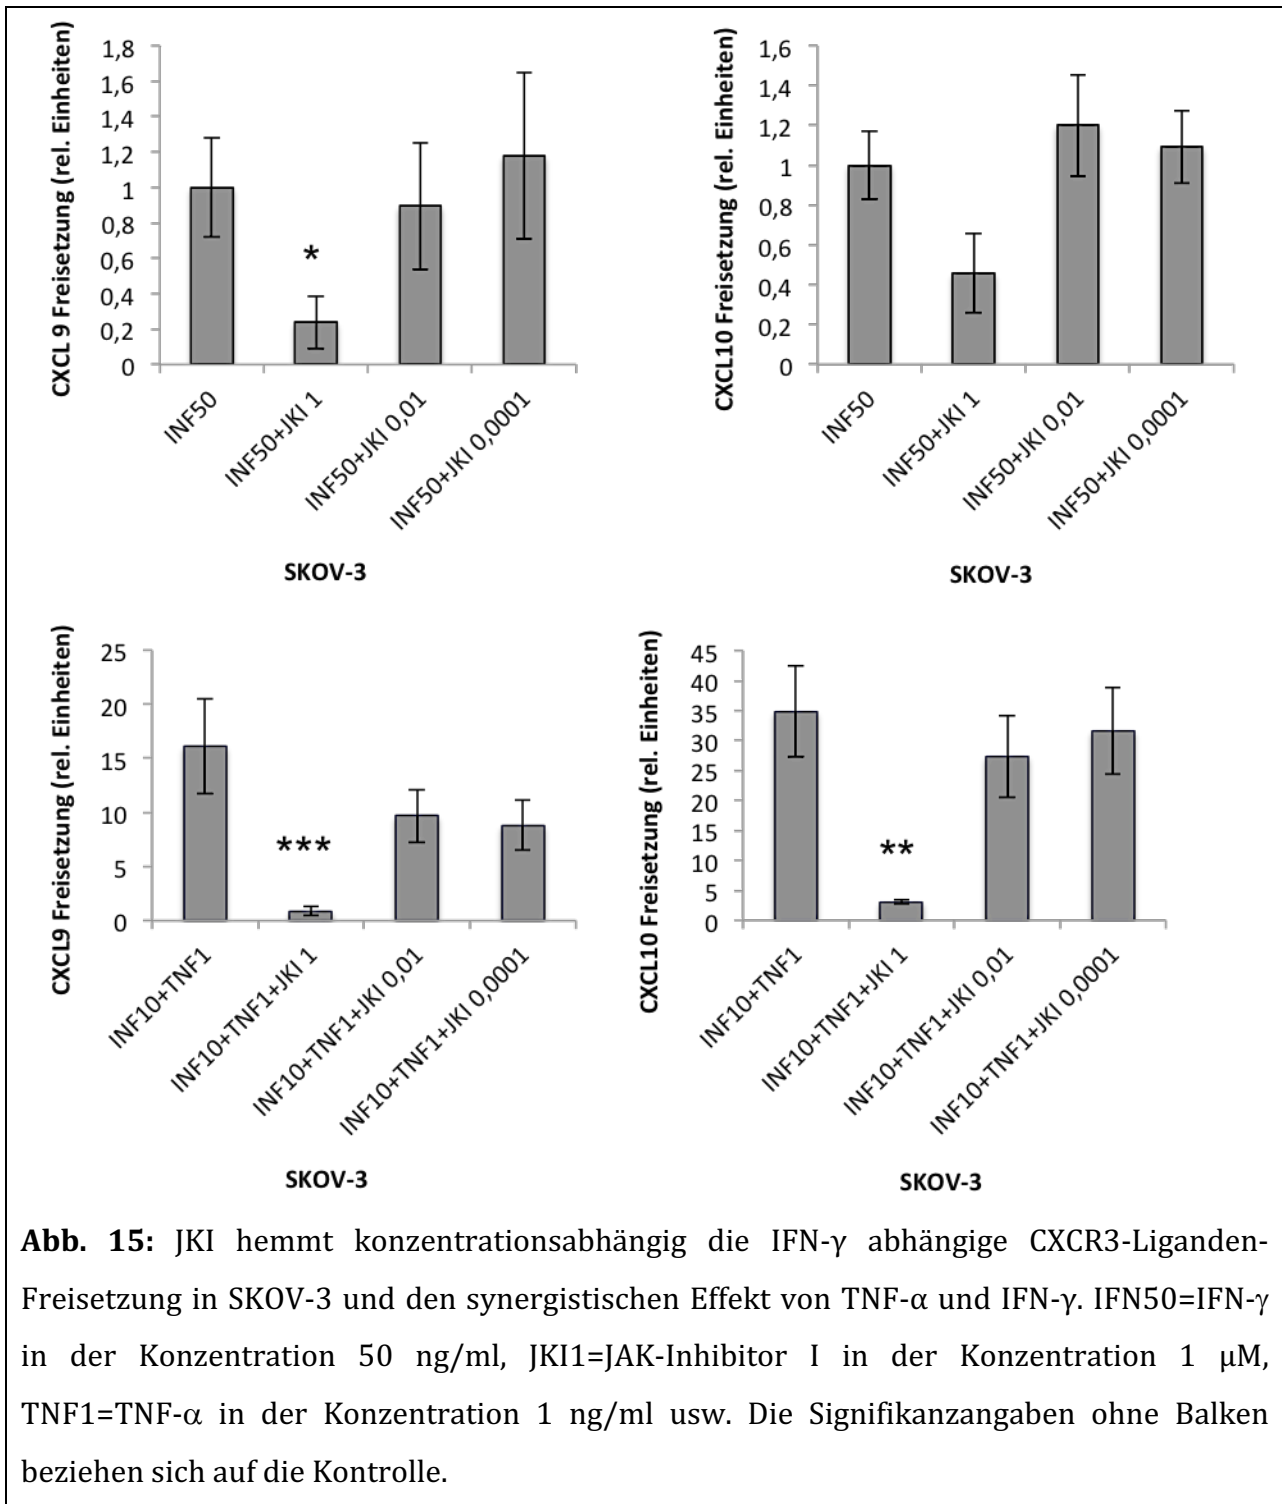 CXCL 9 Freisetzung (rel. Einheiten)
1,8
1,6
1,4
1,2
1
0,8
0,6
0,4
0,2
0
*
INF50
INF50+JKI 1
INF50+JKI 0,01
INF50+JKI 0,0001
SKOV-3
CXCL10 Freisetzung (rel. Einheiten)
1,6
1,4
1,2
1
0,8
0,6
0,4
0,2
0
INF50
INF50+JKI 1
INF50+JKI 0,01
INF50+JKI 0,0001
SKOV-3
CXCL9 Freisetzung (rel. Einheiten)
25
20
15
10
5
0
***
INF10+TNF1
INF10+TNF1+JKI 1
INF10+TNF1+JKI 0,01
INF10+TNF1+JKI 0,0001
SKOV-3
CXCL10 Freisetzung (rel. Einheiten)
45
40
35
30
25
20
15
10
5
0
**
INF10+TNF1
INF10+TNF1+JKI 1
INF10+TNF1+JKI 0,01
INF10+TNF1+JKI 0,0001
SKOV-3
Abb. 15: JKI hemmt konzentrationsabhängig die IFN-γ abhängige CXCR3-Liganden-
Freisetzung in SKOV-3 und den synergistischen Effekt von TNF-α und IFN-γ. IFN50=IFN-γ
in der Konzentration 50 ng/ml, JKI1=JAK-Inhibitor I in der Konzentration 1 µM,
TNF1=TNF-α in der Konzentration 1 ng/ml usw. Die Signifikanzangaben ohne Balken
beziehen sich auf die Kontrolle.